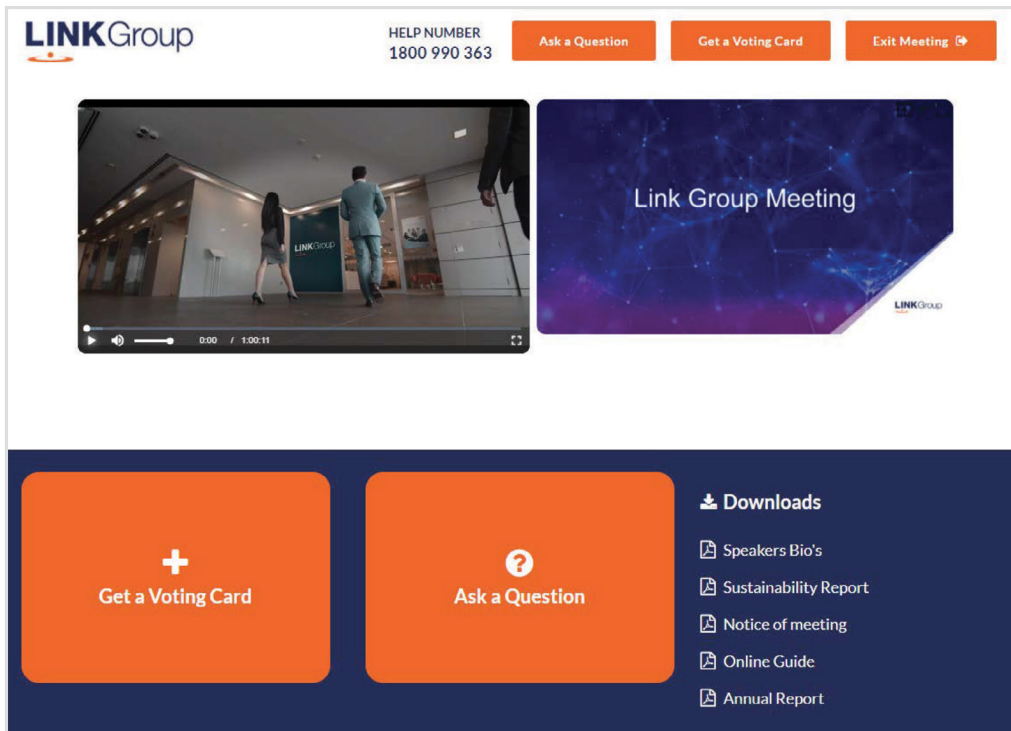 LINKGroup
HELP NUMBER
1800 990 363
Ask a Question
Get a Voting Card
Exit Meeting
LINKGroup
0:00 / 1:00:11
Link Group Meeting
LINKGroup
Get a Voting Card
Ask a Question
Downloads
Speakers Bio's
Sustainability Report
Notice of meeting
Online Guide
Annual Report